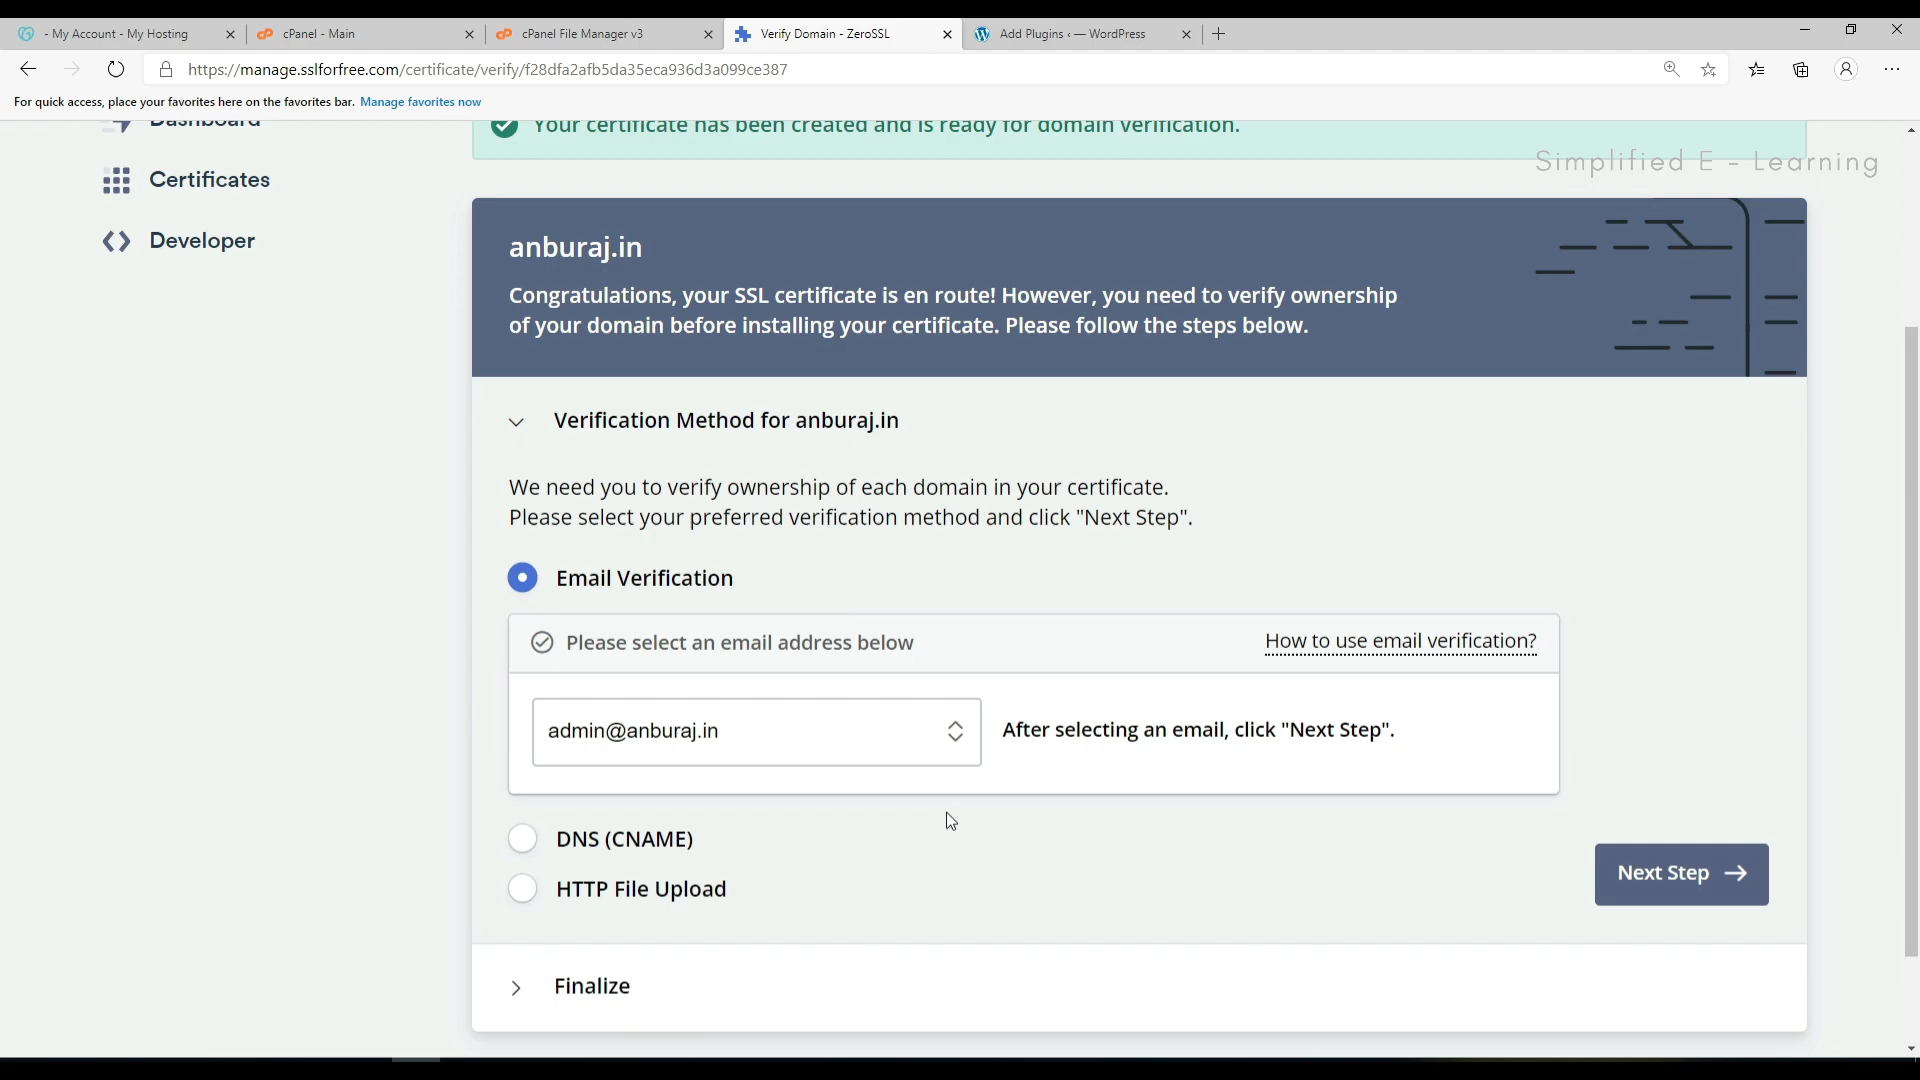 - My Account - My Hosting
cPanel - Main
cPanel File Manager v3
Verify Domain - ZeroSSL
Add Plugins ‹ — WordPress
https://manage.sslforfree.com/certificate/verify/f28dfa2afb5da35eca936d3a099ce387
For quick access, place your favorites here on the favorites bar. Manage favorites now
Dashboard
Your certificate has been created and is ready for domain verification.
Simplified E - Learning
Certificates
Developer
anburaj.in
Congratulations, your SSL certificate is en route! However, you need to verify ownership
of your domain before installing your certificate. Please follow the steps below.
Verification Method for anburaj.in
We need you to verify ownership of each domain in your certificate.
Please select your preferred verification method and click "Next Step".
Email Verification
Please select an email address below
How to use email verification?
admin@anburaj.in
After selecting an email, click "Next Step".
DNS (CNAME)
HTTP File Upload
Next Step
Finalize